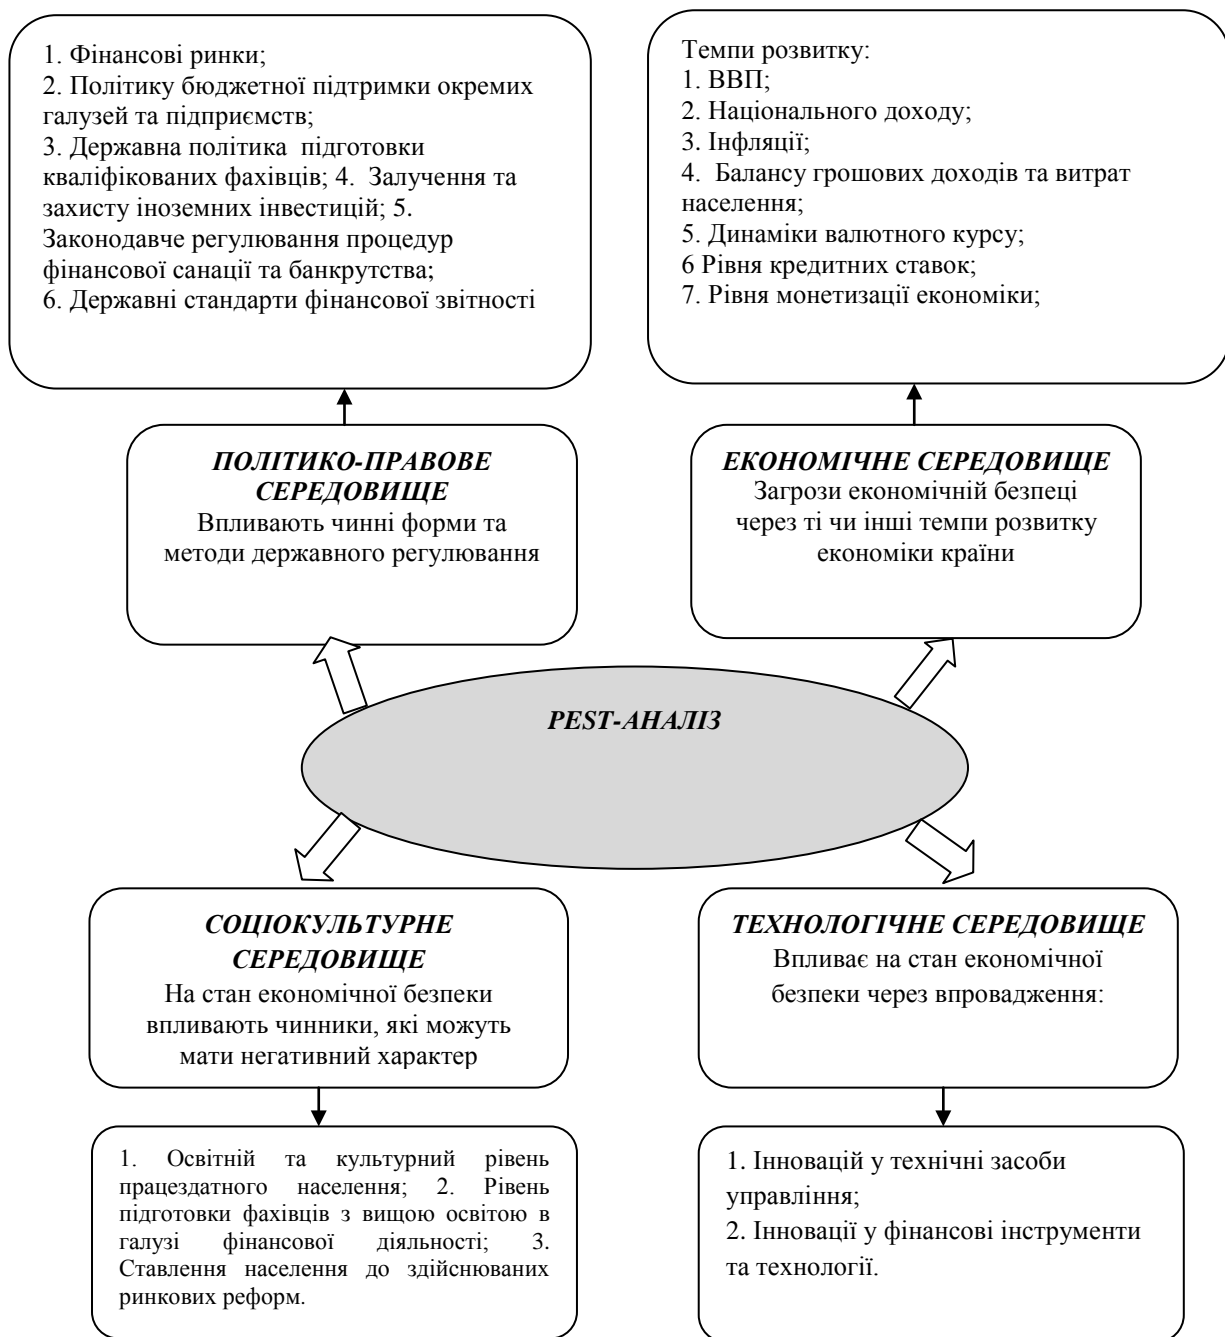 1. Фінансові ринки;
2. Політику бюджетної підтримки окремих
галузей та підприємств;
3. Державна політика підготовки
кваліфікованих фахівців; 4. Залучення та
захисту іноземних інвестицій; 5.
Законодавче регулювання процедур
фінансової санації та банкрутства;
6. Державні стандарти фінансової звітності
Темпи розвитку:
1. ВВП;
2. Національного доходу;
3. Інфляції;
4. Балансу грошових доходів та витрат
населення;
5. Динаміки валютного курсу;
6 Рівня кредитних ставок;
7. Рівня монетизації економіки;
ПОЛІТИКО-ПРАВОВЕ
СЕРЕДОВИЩЕ
Впливають чинні форми та
методи державного регулювання
ЕКОНОМІЧНЕ СЕРЕДОВИЩЕ
Загрози економічній безпеці
через ті чи інші темпи розвитку
економіки країни
PEST-АНАЛІЗ
СОЦІОКУЛЬТУРНЕ
СЕРЕДОВИЩЕ
На стан економічної безпеки
впливають чинники, які можуть
мати негативний характер
ТЕХНОЛОГІЧНЕ СЕРЕДОВИЩЕ
Впливає на стан економічної
безпеки через впровадження:
1. Освітній та культурний рівень
працездатного населення; 2. Рівень
підготовки фахівців з вищою освітою в
галузі фінансової діяльності; 3.
Ставлення населення до здійснюваних
ринкових реформ.
1. Інновацій у технічні засоби
управління;
2. Інновації у фінансові інструменти
та технології.